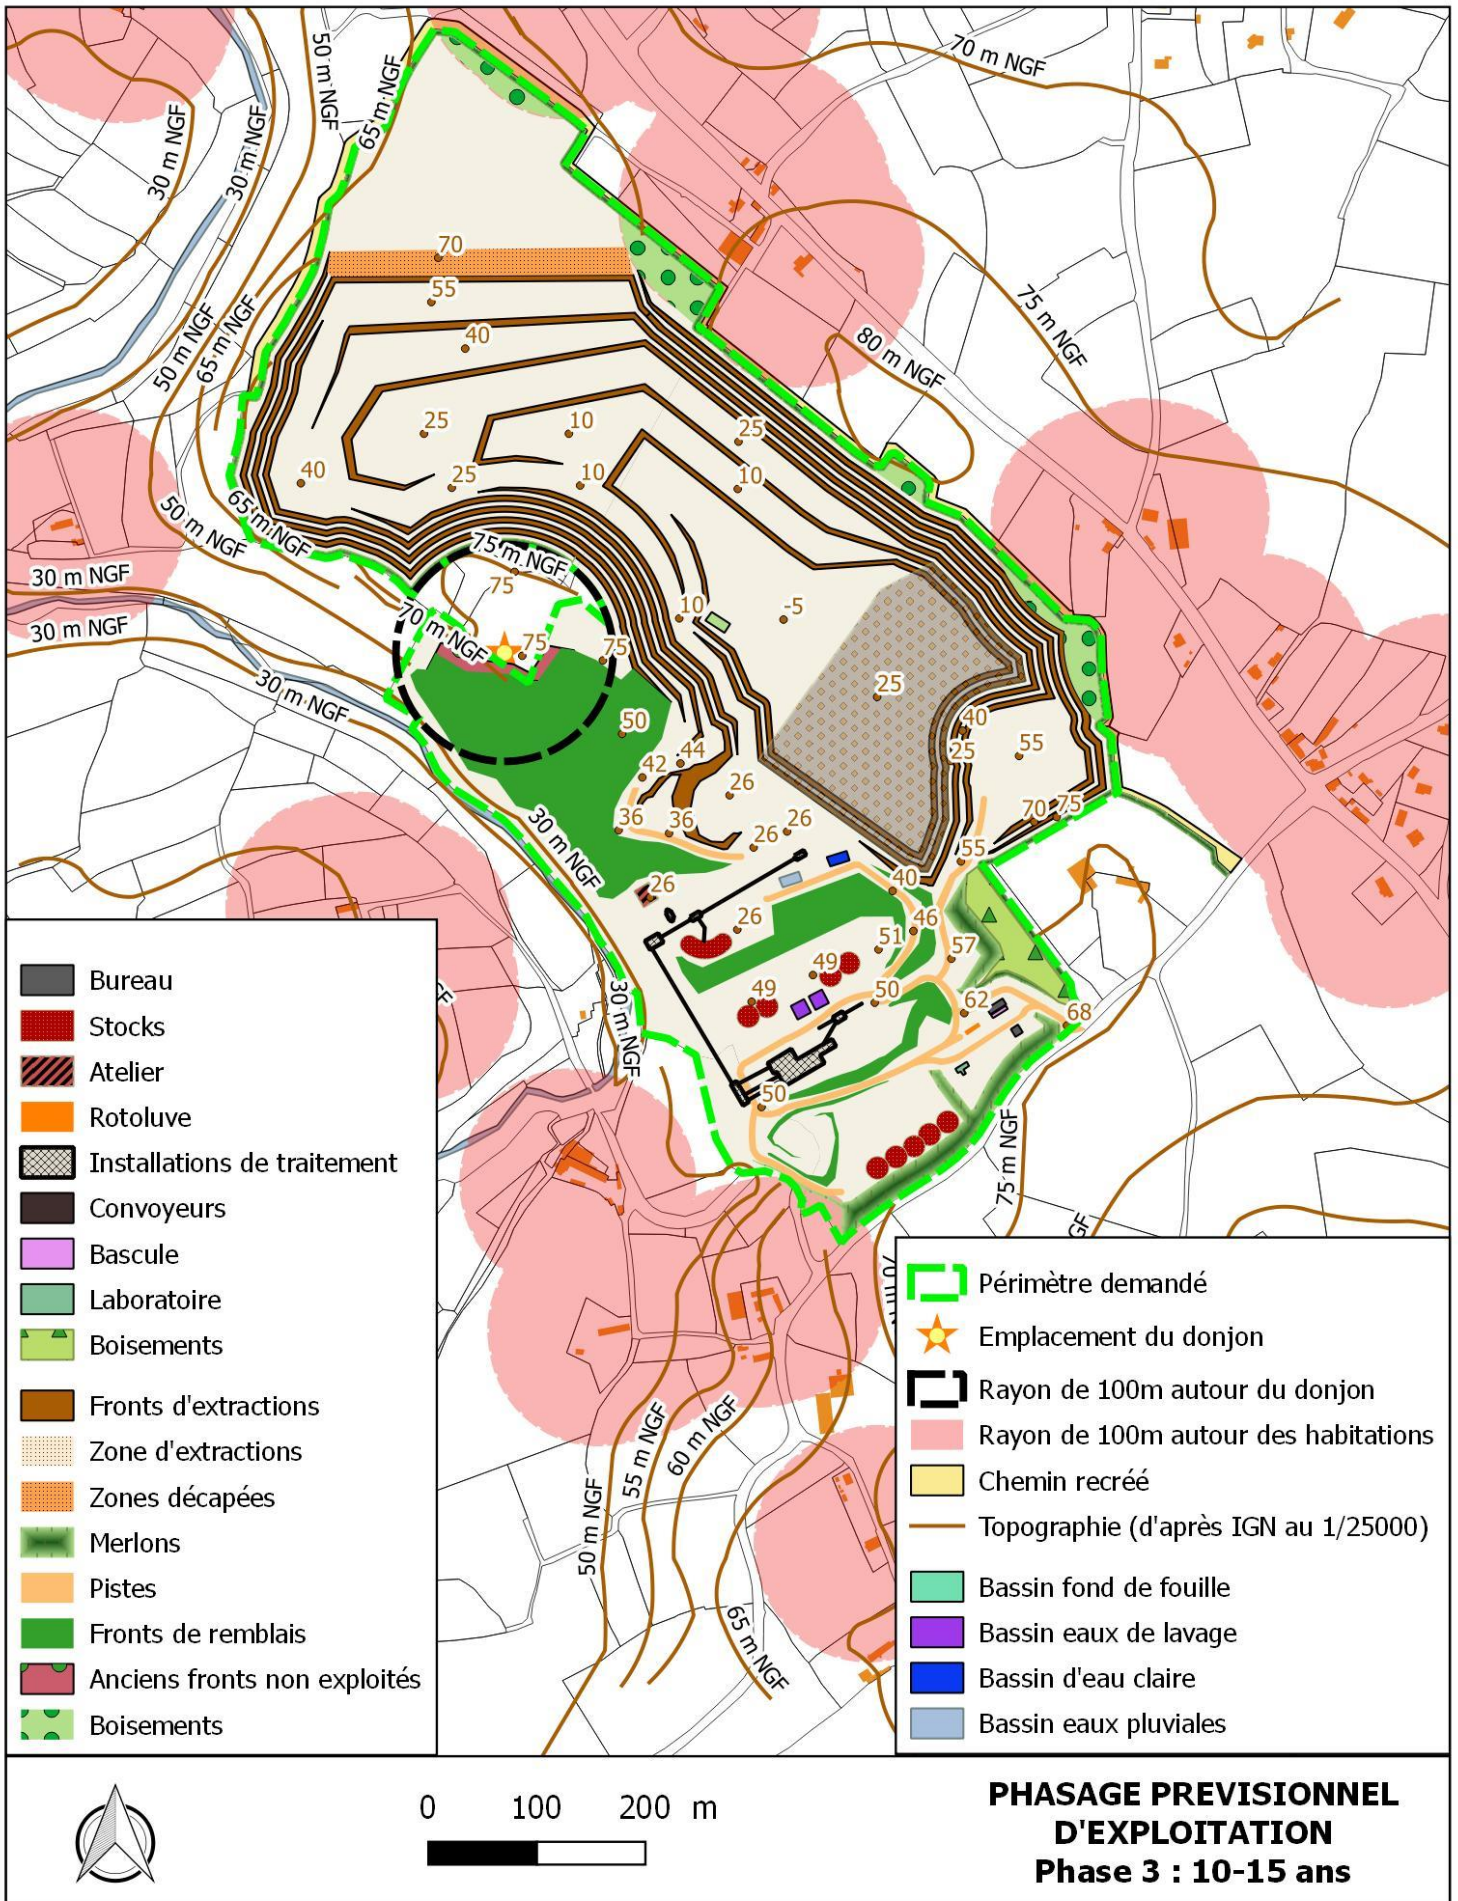 50 m NGF
65 m NGF
70 m NGF
30 m NGF
30 m NGF
70
55
50 m NGF
65 m NGF
40
75 m NGF
80 m NGF
25
10
25
40
25
10
10
50 m NGF
65 m NGF
75 m NGF
30 m NGF
75
10
-5
70 m NGF
30 m NGF
75
75
25
30 m NGF
50
40
55
25
44
42
26
70
75
36
36
26
26
30 m NGF
55
26
40
26
46
51
57
49
49
50
62
68
30 m NGF
50
75 m NGF
GF
55 m NGF
60 m NGF
50 m NGF
65 m NGF
Bureau
Stocks
Atelier
Rotoluve
Installations de traitement
Convoyeurs
Bascule
Laboratoire
Boisements
Fronts d'extractions
Zone d'extractions
Zones décapées
Merlons
Pistes
Fronts de remblais
Anciens fronts non exploités
Boisements
Périmètre demandé
Emplacement du donjon
Rayon de 100m autour du donjon
Rayon de 100m autour des habitations
Chemin recréé
Topographie (d'après IGN au 1/25000)
Bassin fond de fouille
Bassin eaux de lavage
Bassin d'eau claire
Bassin eaux pluviales
0 100 200 m
PHASAGE PREVISIONNEL
D'EXPLOITATION
Phase 3 : 10-15 ans